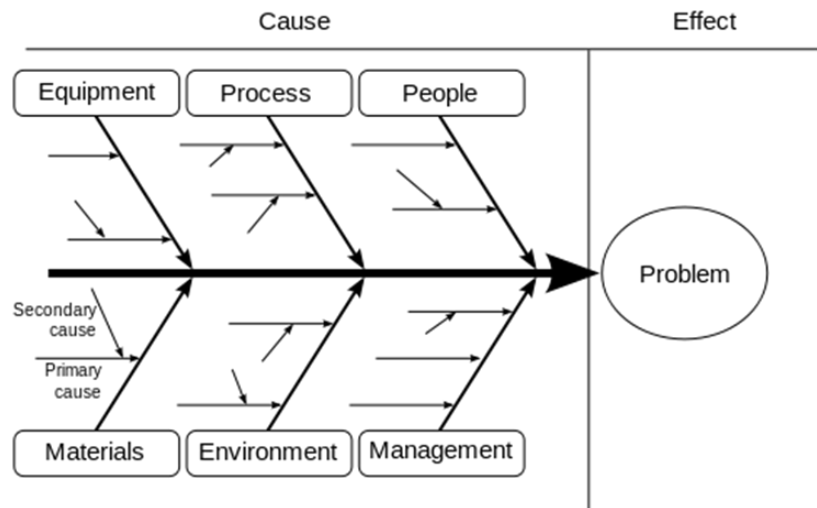 Cause
Effect
Equipment
Process
People
Problem
Secondary
cause
Primary
cause
Materials
Environment
Management